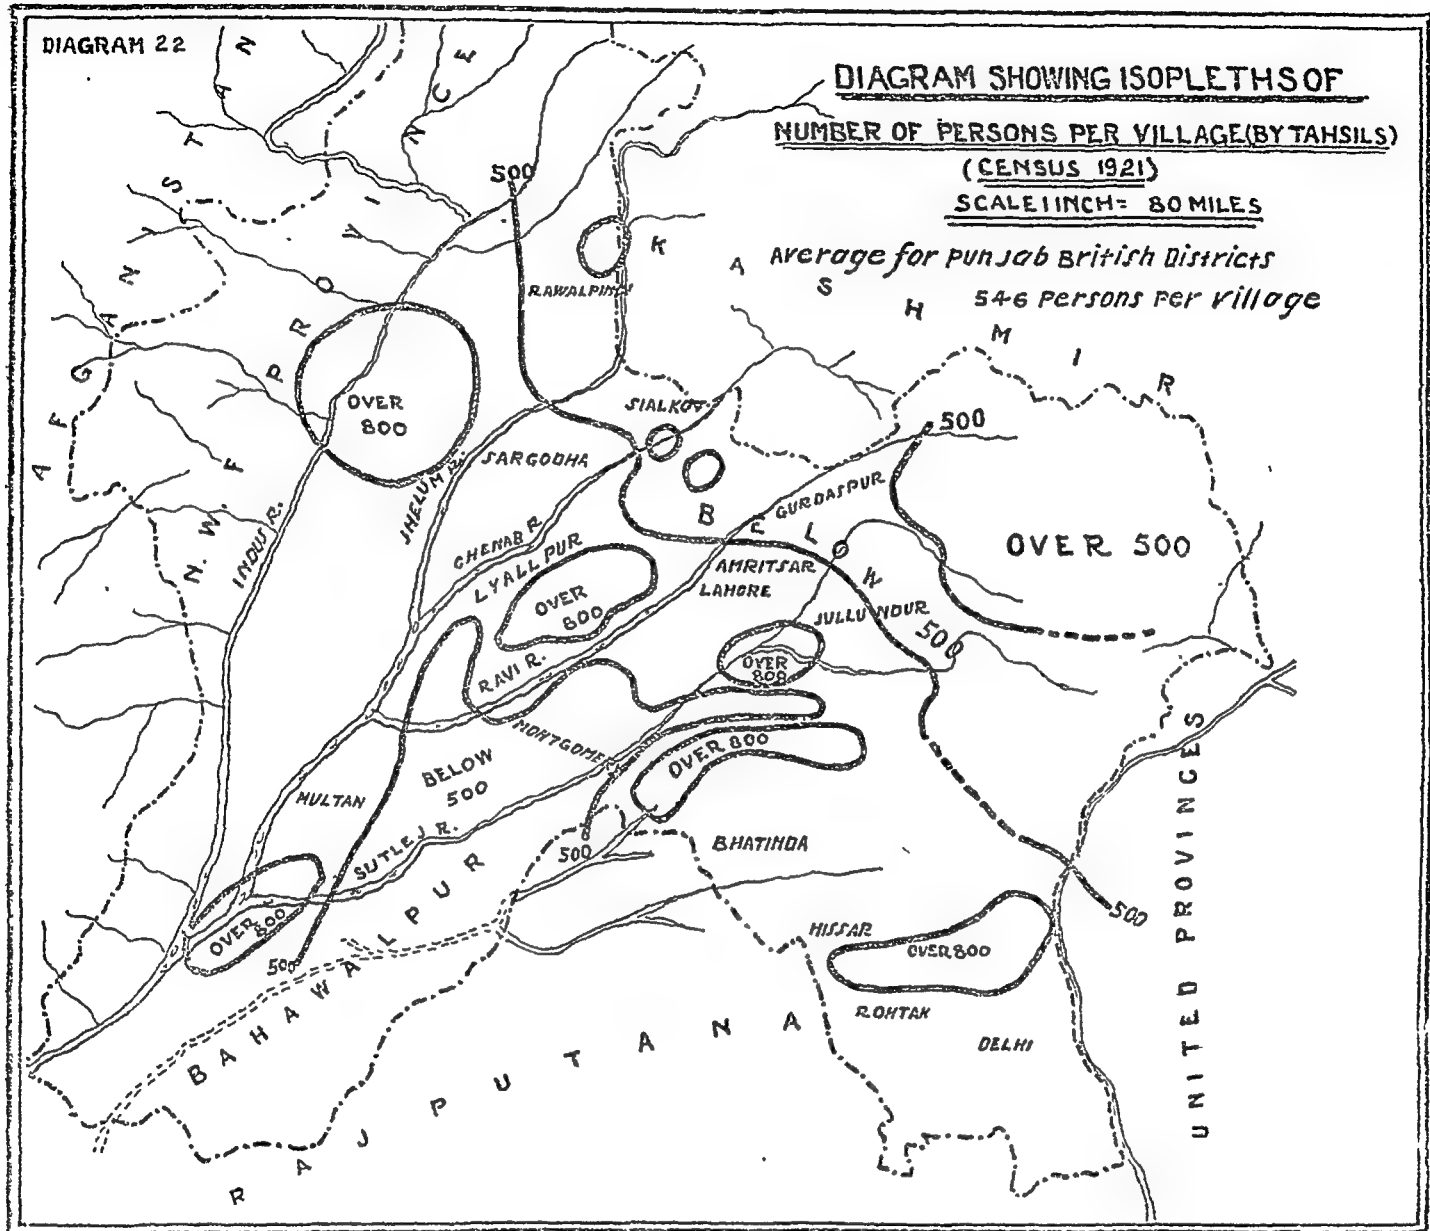 DIAGRAM 22
DIAGRAM SHOWING ISOPLETHS OF
NUMBER OF PERSONS PER VILLAGE (BY TAHSILS)
(CENSUS 1921)
SCALE 1 INCH = 80 MILES
Average for Punjab British Districts
546 Persons Per Village
AFGANYSTAN
N.W.F PROVINCE
KASHMIR
500
RAWALPINDI
OVER
800
SIALKOT
500
SARGODHA
JHELUM R.
GURDASPUR
INDUS R.
CHENAB R.
LYALLPUR
BELW
500
OVER 500
AMRITSAR
LAHORE
OVER
800
JULLUNDUR
RAVI R.
OVER
800
MONTGOMERY
OVER 800
BELOW
500
MULTAN
SUTLEJ R.
500
BHATINDA
UNITED PROVINCES
500
OVER
800
500
HISSAR
OVER 800
ROHTAK
DELHI
BAHAWALPUR
RAJPUTANA